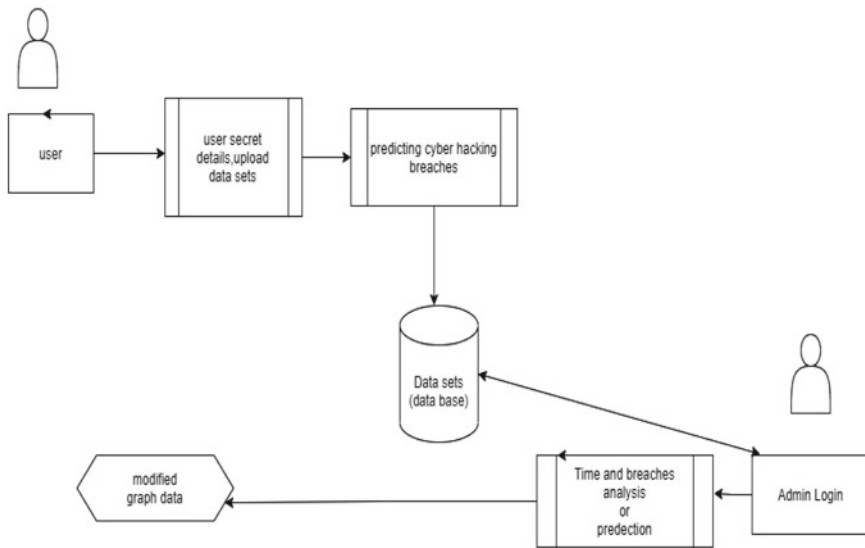 user
user secret
details,upload
data sets
predicting cyber hacking
breaches
Data sets
(data base)
modified
graph data
Time and breaches
analysis
or
predection
Admin Login